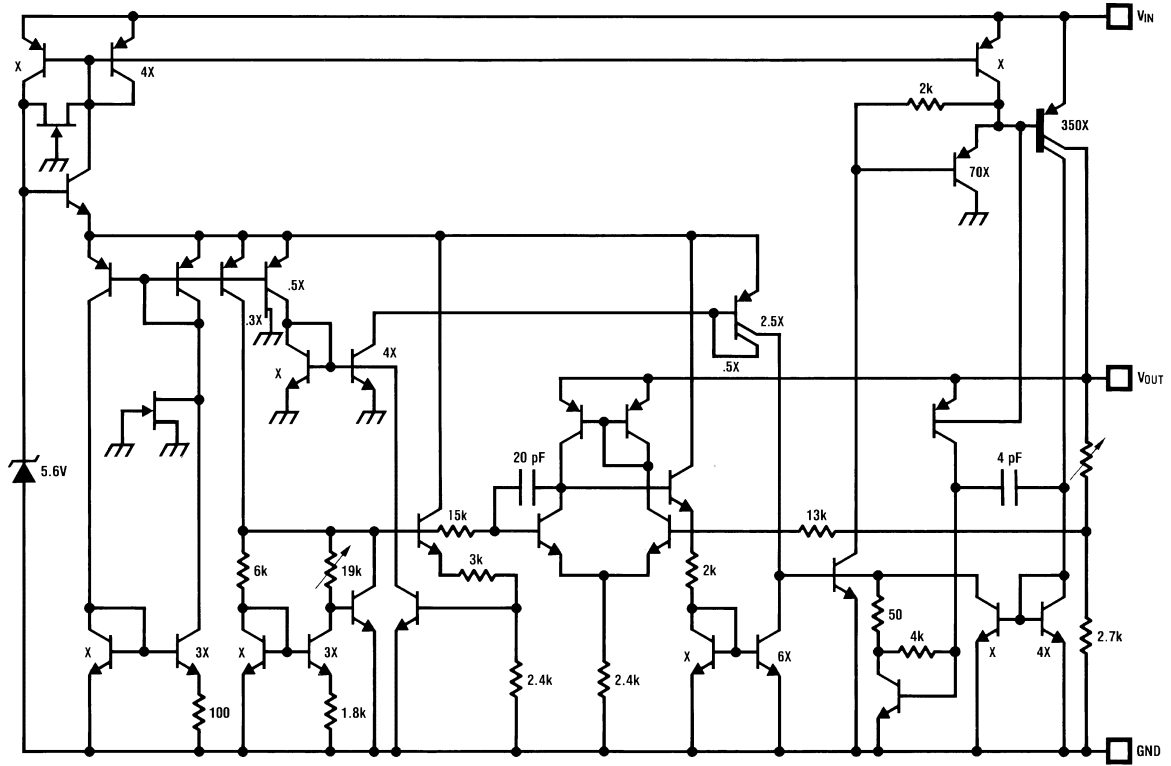 VIN
X
4X
X
2k
350X
70X
.5X
.3X
2.5X
4X
X
.5X
VOUT
5.6V
20 pF
4 pF
15k
13k
3k
6k
19k
2k
50
4k
X
3X
X
3X
X
6X
X
4X
2.7k
2.4k
2.4k
100
1.8k
GND